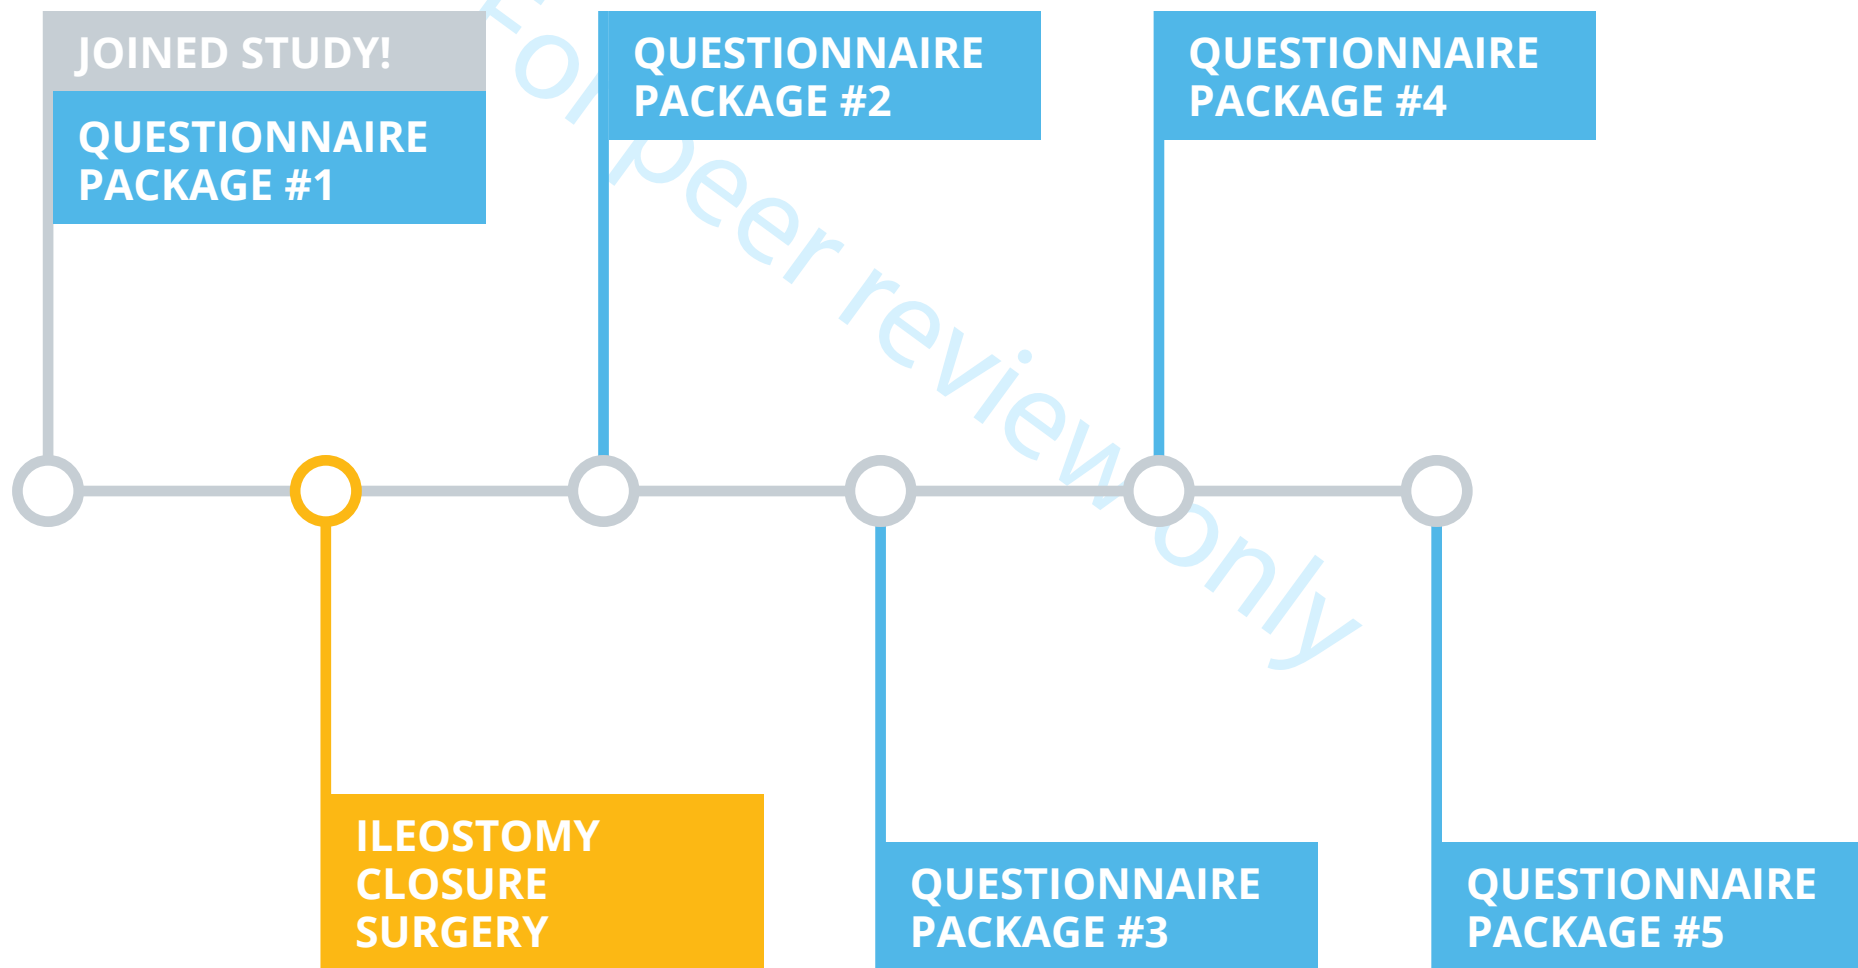 JOINED STUDY!
QUESTIONNAIRE
PACKAGE #1
QUESTIONNAIRE
PACKAGE #2
QUESTIONNAIRE
PACKAGE #4
For peer review only
ILEOSTOMY
CLOSURE
SURGERY
QUESTIONNAIRE
PACKAGE #3
QUESTIONNAIRE
PACKAGE #5